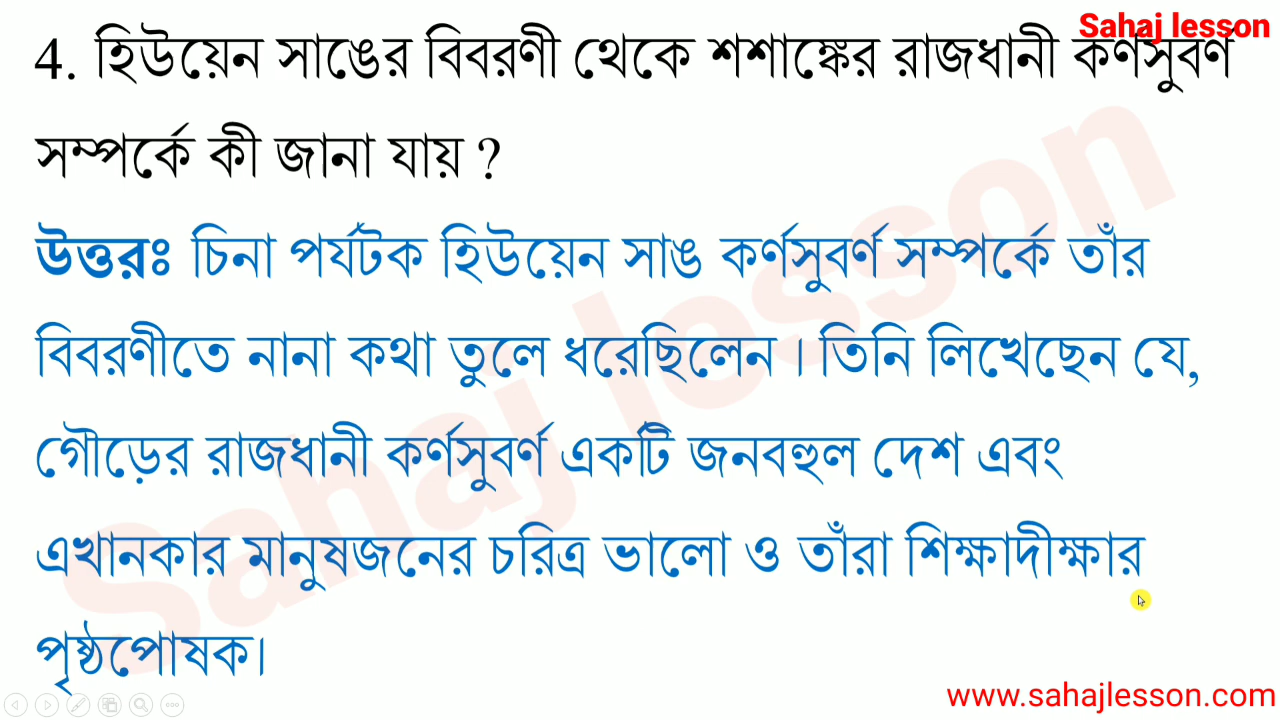 Sahaj lesson
4. হিউয়েন সাঙের বিবরণী থেকে শশাঙ্কের রাজধানী কর্ণসুবর্ণ
সম্পর্কে কী জানা যায় ?
উত্তরঃ চিনা পর্যটক হিউয়েন সাঙ কর্ণসুবর্ণ সম্পর্কে তাঁর
বিবরণীতে নানা কথা তুলে ধরেছিলেন । তিনি লিখেছেন যে,
গৌড়ের রাজধানী কর্ণসুবর্ণ একটি জনবহুল দেশ এবং
এখানকার মানুষজনের চরিত্র ভালো ও তাঁরা শিক্ষাদীক্ষার
পৃষ্ঠপোষক।
Sahaj lesson
www.sahajlesson.com